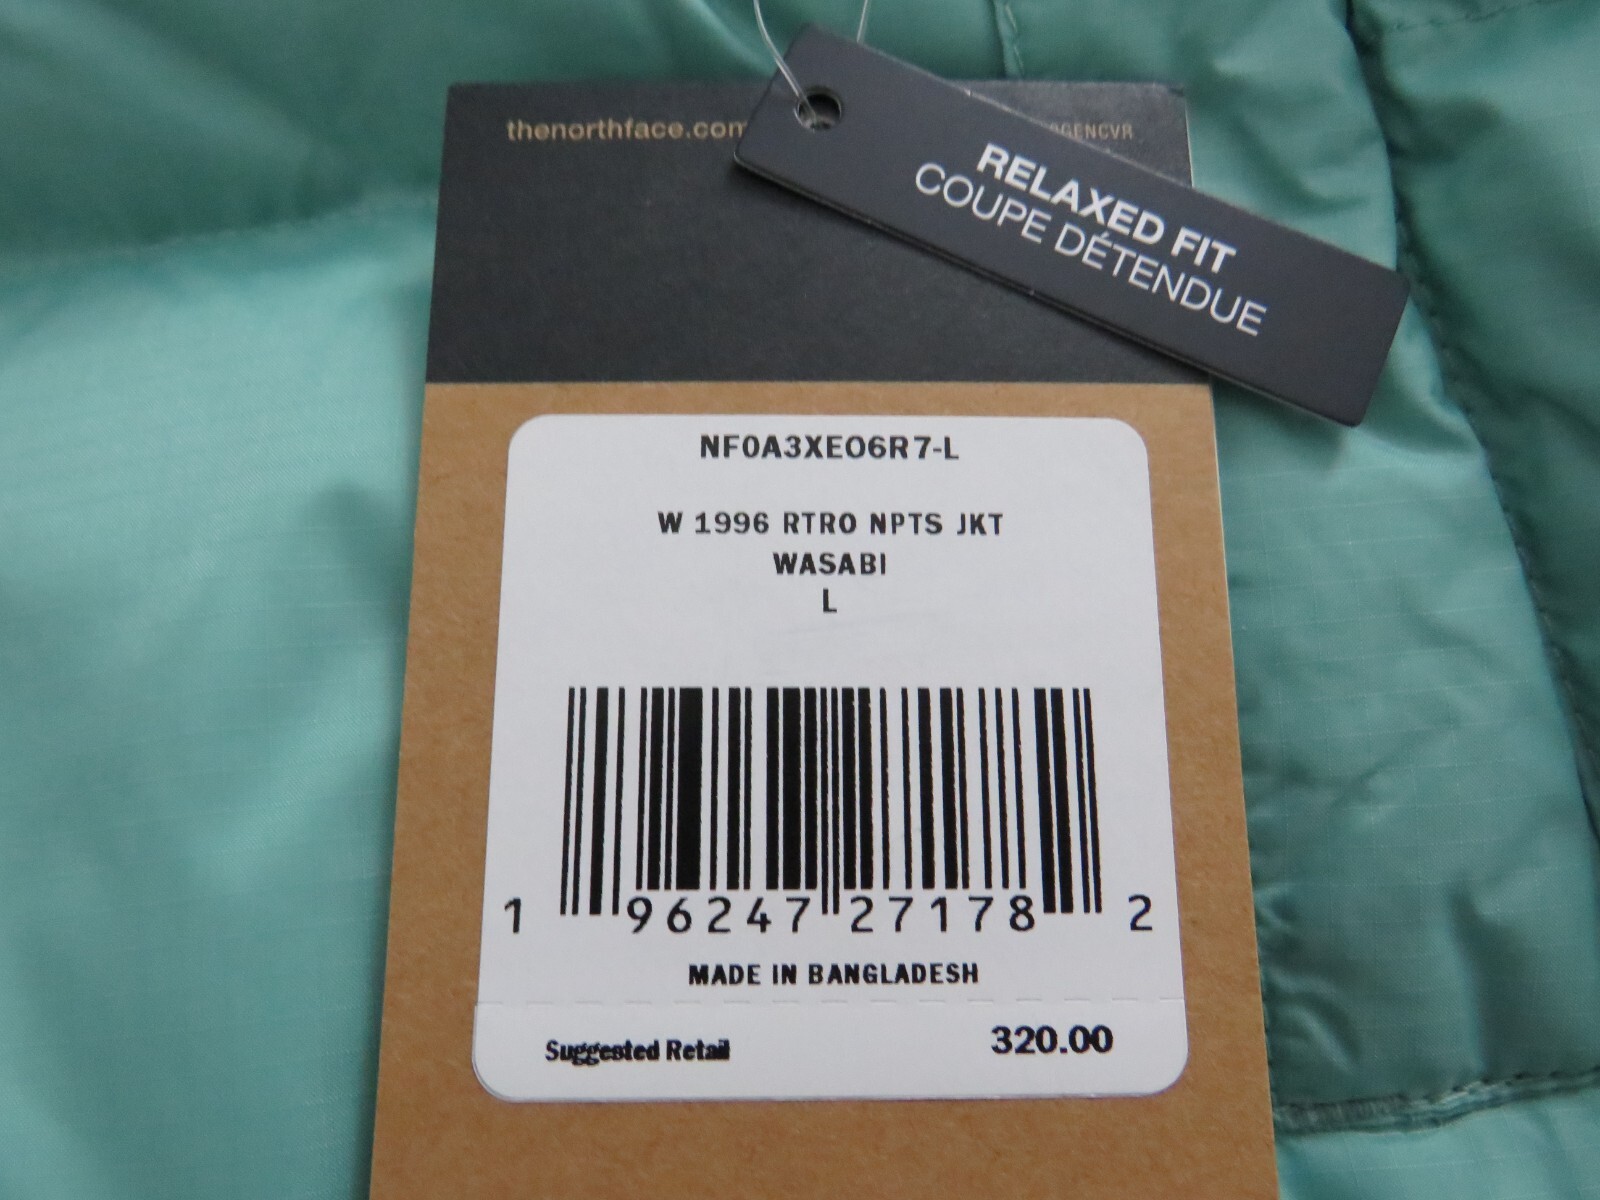 thenorthface.com
RELAXED FIT
COUPE DÉTENDUE
NF0A3XEO6R7-L
W 1996 RTRO NPTS JKT
WASABI
L
1 96247 27178 2
MADE IN BANGLADESH
Suggested Retail 320.00